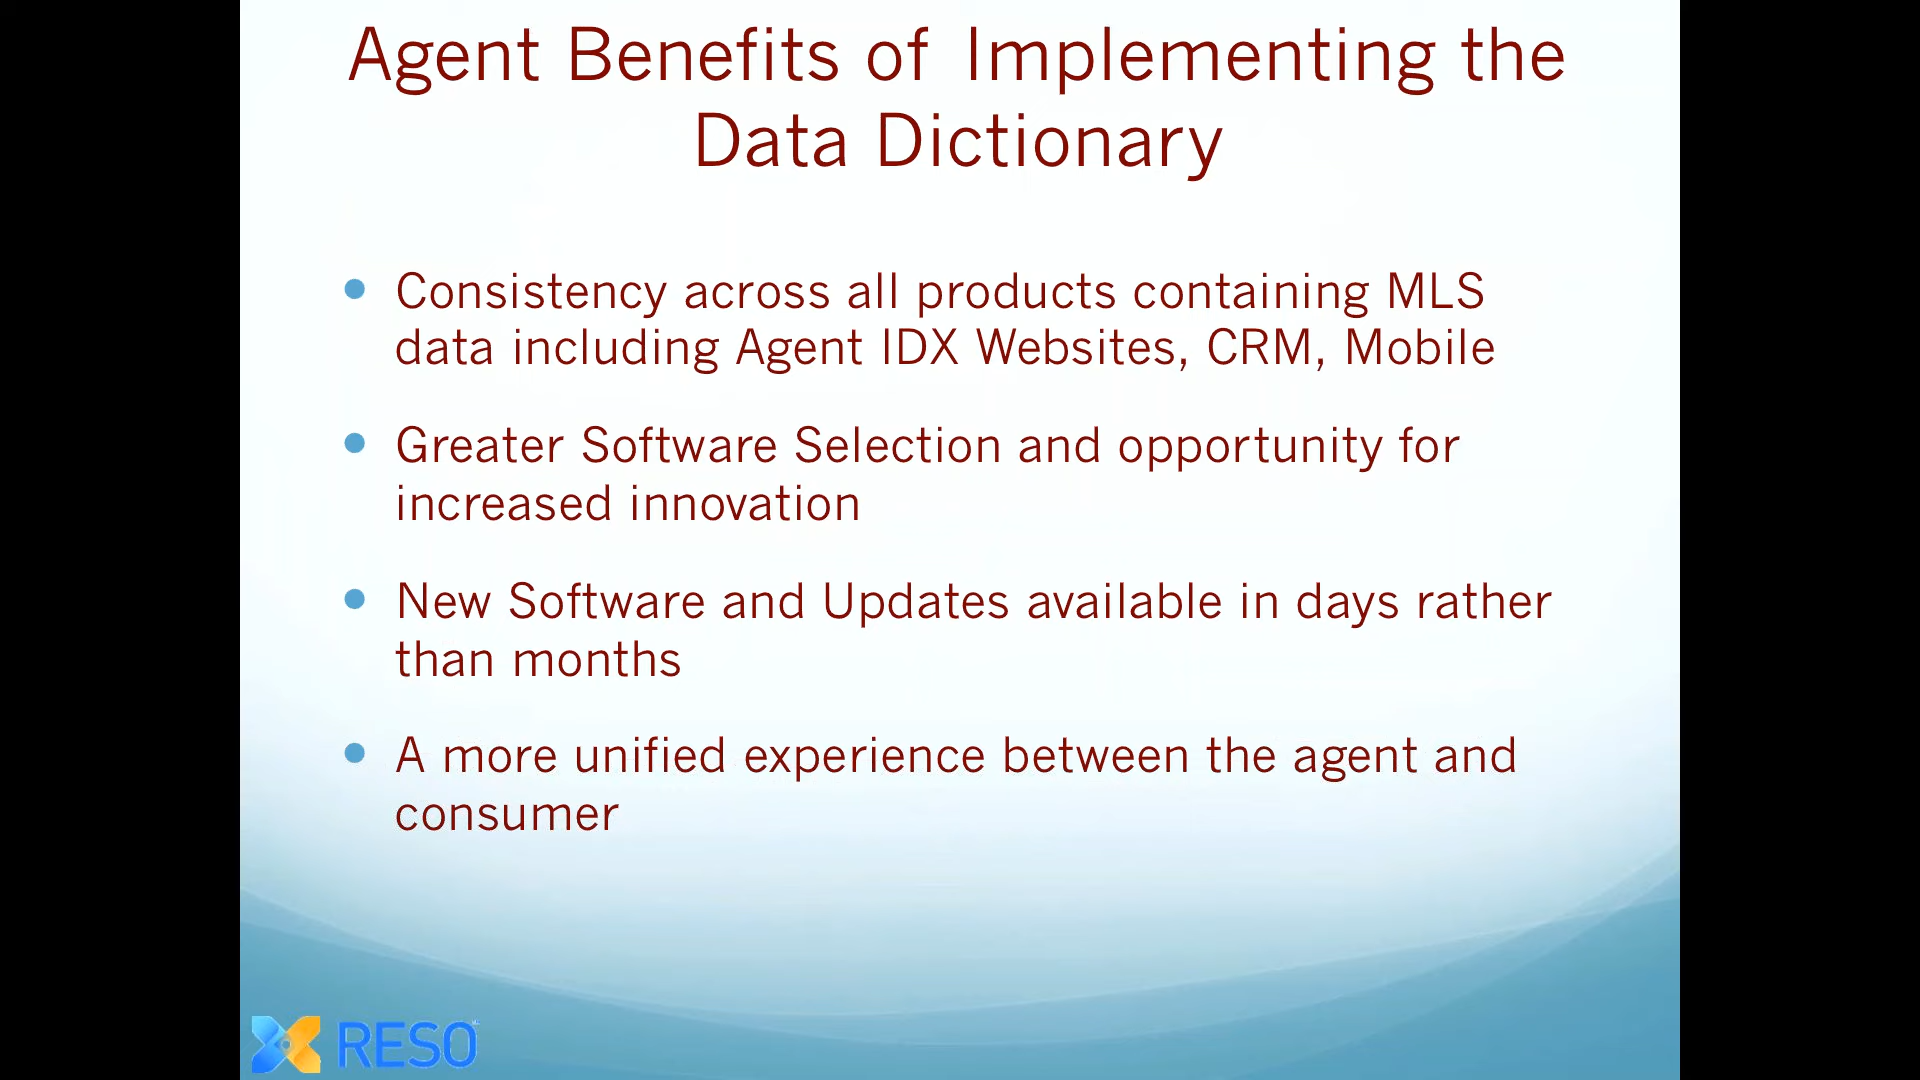 Agent Benefits of Implementing the
Data Dictionary
Consistency across all products containing MLS
data including Agent IDX Websites, CRM, Mobile
Greater Software Selection and opportunity for
increased innovation
New Software and Updates available in days rather
than months
A more unified experience between the agent and
consumer
RESO